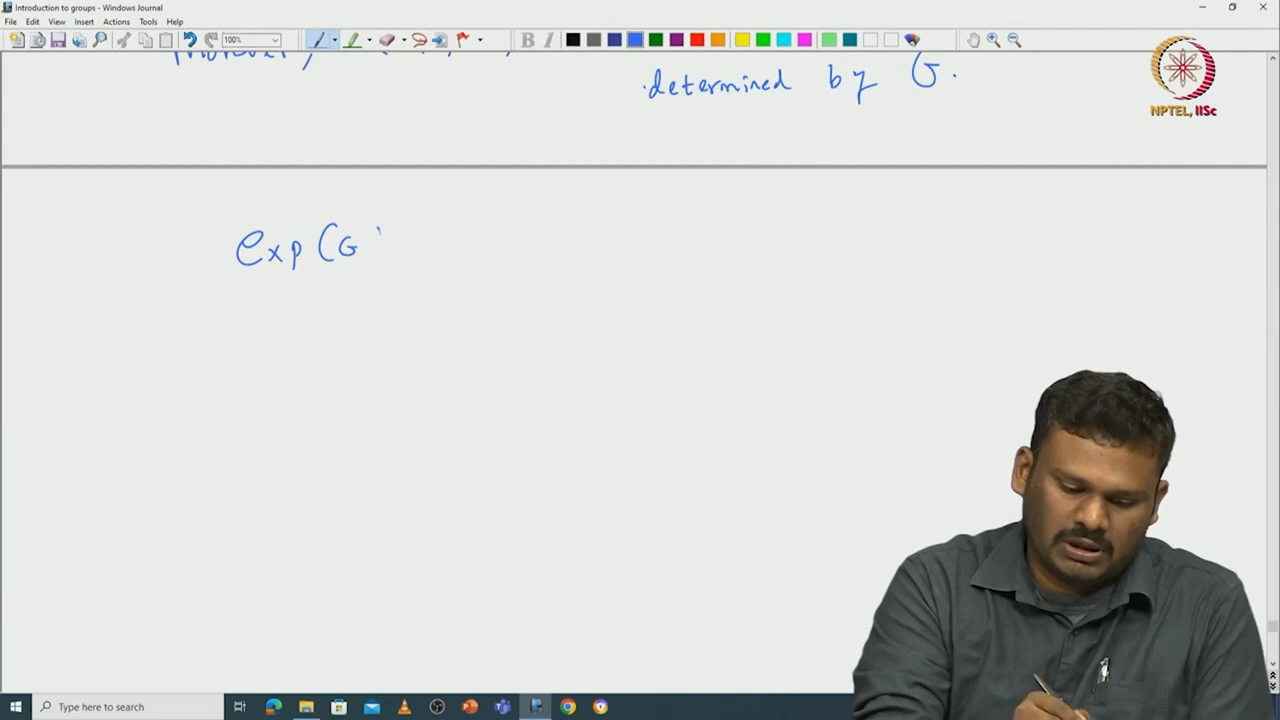 Introduction to groups - Windows Journal
File Edit View Insert Actions Tools Help
100%
B I
determined by G.
NPTEL, IISc
exp(G
Type here to search